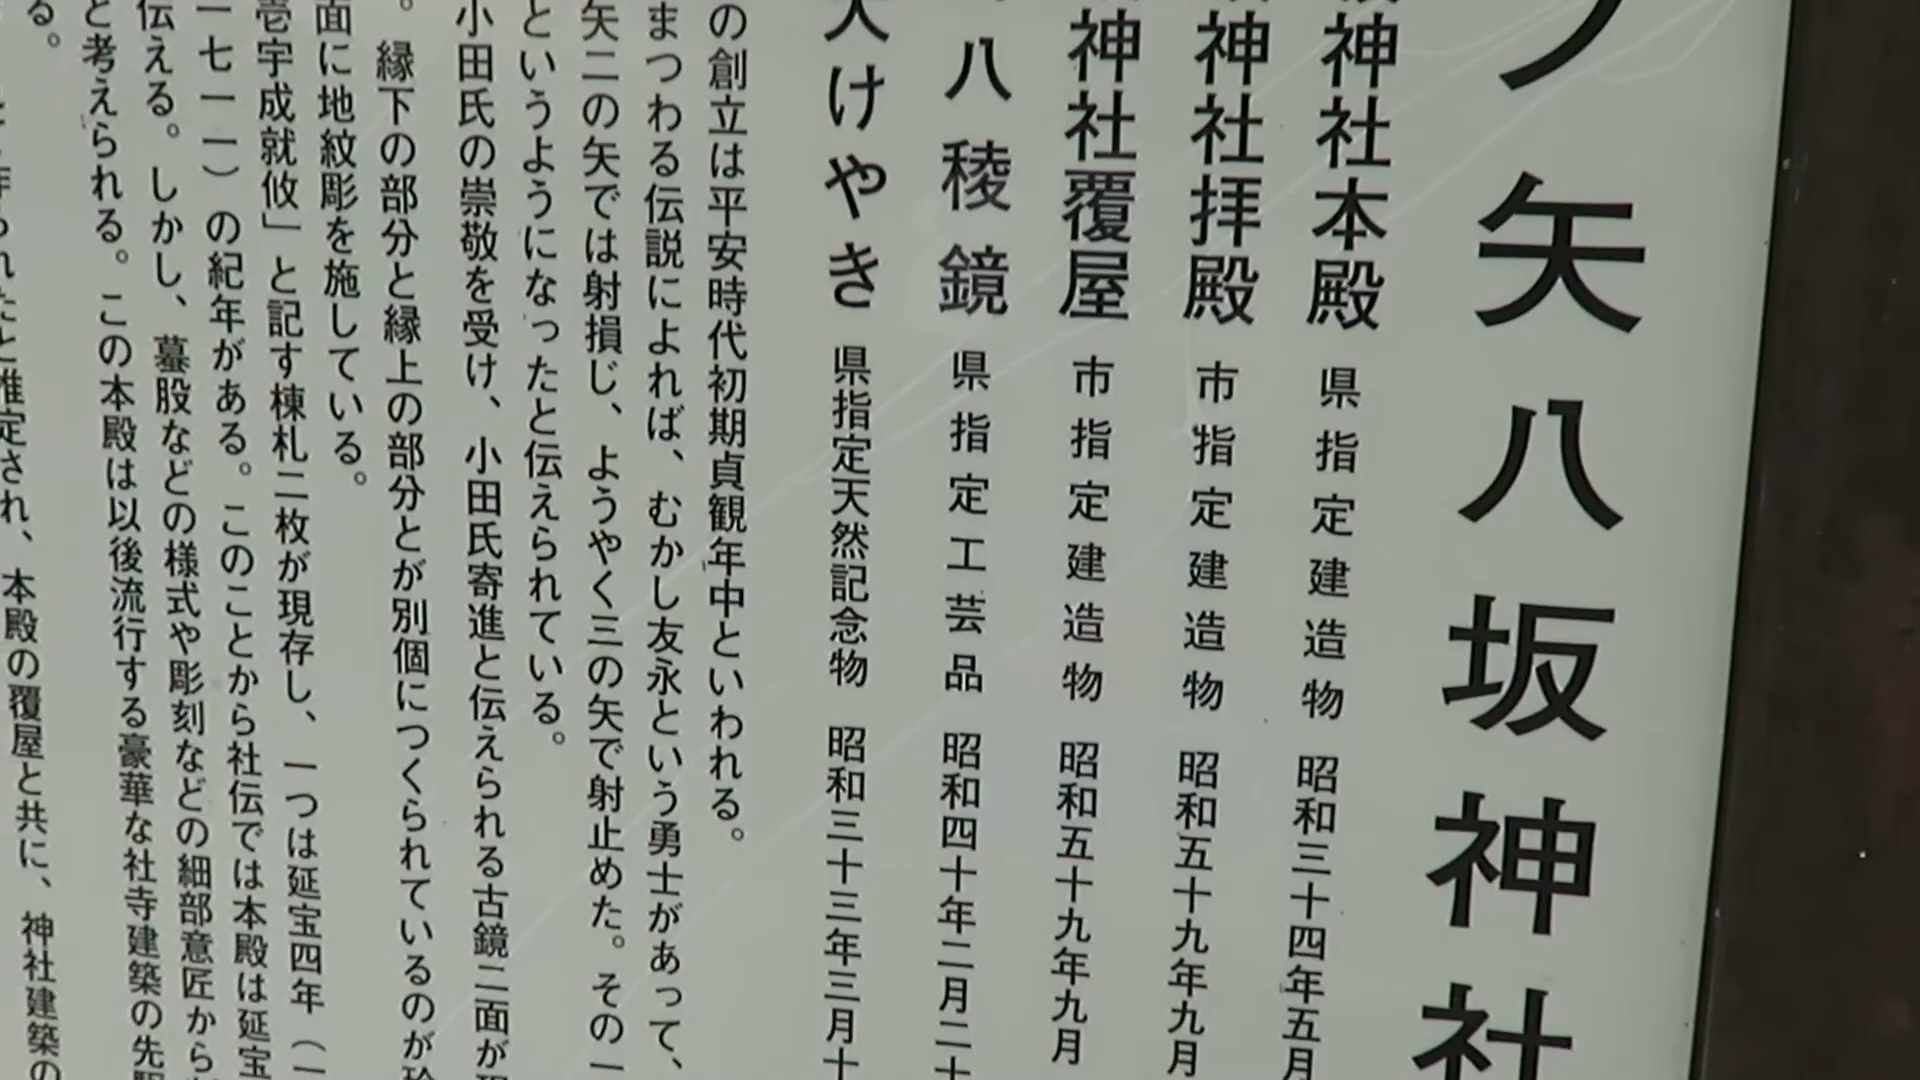 ノ矢八坂神社
神社本殿 県指定建造物 昭和三十四年五月
神社拝殿 市指定建造物 昭和五十九年九月
神社覆屋 市指定建造物 昭和五十九年九月
八稜鏡 県指定工芸品 昭和四十年二月二十
大けやき 県指定天然記念物 昭和三十三年三月十
の創立は平安時代初期貞観年中といわれる。
まつわる伝説によれば、むかし友永という勇士があって、
矢二の矢では射損じ、ようやく三の矢で射止めた。その一
というようになったと伝えられている。
小田氏の崇敬を受け、小田氏寄進と伝えられる古鏡二面が現
。縁下の部分と縁上の部分とが別個につくられているのが珍
面に地紋彫を施している。
壱宇成就攸」と記す棟札二枚が現存し、一つは延宝四年（一
一七一一）の紀年がある。このことから社伝では本殿は延宝
伝える。しかし、蟇股などの様式や彫刻などの細部意匠から
と考えられる。この本殿は以後流行する豪華な社寺建築の先駆
る。
られたと推定され、本殿の覆屋と共に、神社建築の